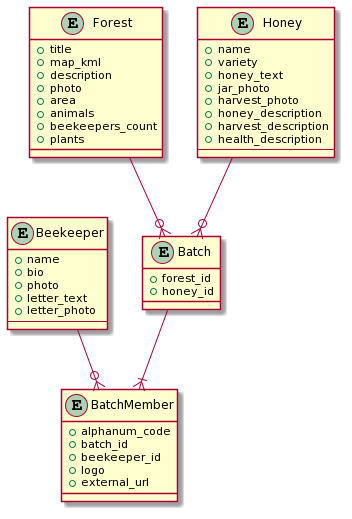 E Forest
title
map_kml
description
photo
area
animals
beekeepers_count
plants
E Honey
name
variety
honey_text
jar_photo
harvest_photo
honey_description
harvest_description
health_description
E Beekeeper
name
bio
photo
letter_text
letter_photo
E Batch
forest_id
honey_id
E BatchMember
alphanum_code
batch_id
beekeeper_id
logo
external_url